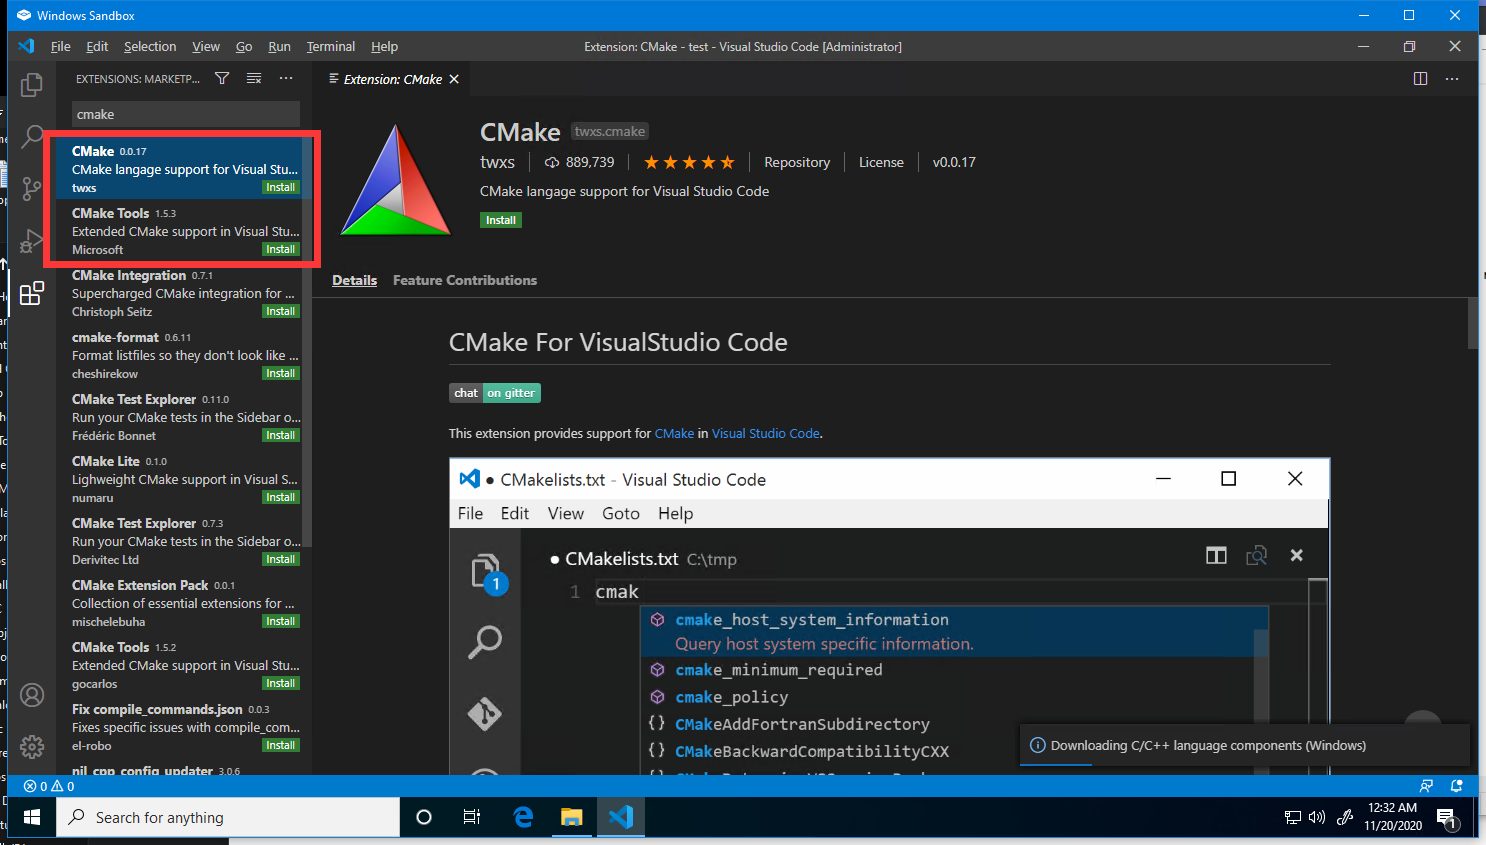 Windows Sandbox
File Edit Selection View Go Run Terminal Help
Extension: CMake - test - Visual Studio Code [Administrator]
EXTENSIONS: MARKETP...
cmake
CMake 0.0.17
CMake langage support for Visual Stu...
twxs Install
CMake Tools 1.5.3
Extended CMake support in Visual Stu...
Microsoft Install
CMake Integration 0.7.1
Supercharged CMake integration for ...
Christoph Seitz Install
cmake-format 0.6.11
Format listfiles so they don't look like ...
cheshirekow Install
CMake Test Explorer 0.11.0
Run your CMake tests in the Sidebar o...
Frédéric Bonnet Install
CMake Lite 0.1.0
Lighweight CMake support in Visual S...
numaru Install
CMake Test Explorer 0.7.3
Run your CMake tests in the Sidebar o...
Derivitec Ltd Install
CMake Extension Pack 0.0.1
Collection of essential extensions for ...
mischelebuha Install
CMake Tools 1.5.2
Extended CMake support in Visual Stu...
gocarlos Install
Fix compile_commands.json 0.0.3
Fixes specific issues with compile_com...
el-robo Install
nil_cpp_config_updater 3.0.6
Extension: CMake
CMake twxs.cmake
twxs 889,739 Repository License v0.0.17
CMake langage support for Visual Studio Code
Install
Details Feature Contributions
CMake For VisualStudio Code
chat on gitter
This extension provides support for CMake in Visual Studio Code.
● CMakelists.txt - Visual Studio Code
File Edit View Goto Help
● CMakelists.txt C:\tmp
1
1 cmak
cmake_host_system_information
Query host system specific information.
cmake_minimum_required
cmake_policy
{} CMakeAddFortranSubdirectory
{} CMakeBackwardCompatibilityCXX
Downloading C/C++ language components (Windows)
0 0
Search for anything
12:32 AM
11/20/2020
1